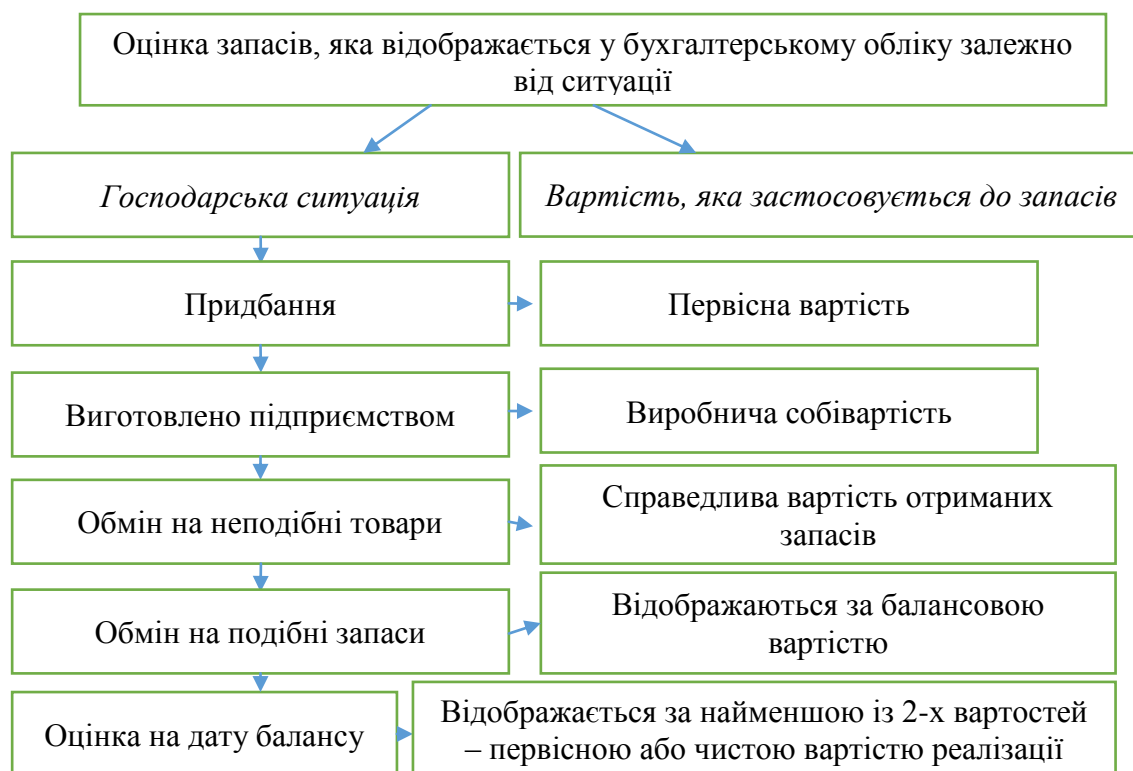 Оцінка запасів, яка відображається у бухгалтерському обліку залежно
від ситуації
Господарська ситуація
Вартість, яка застосовується до запасів
Придбання
Первісна вартість
Виготовлено підприємством
Виробнича собівартість
Обмін на неподібні товари
Справедлива вартість отриманих
запасів
Обмін на подібні запаси
Відображаються за балансовою
вартістю
Оцінка на дату балансу
Відображається за найменшою із 2-х вартостей
– первісною або чистою вартістю реалізації